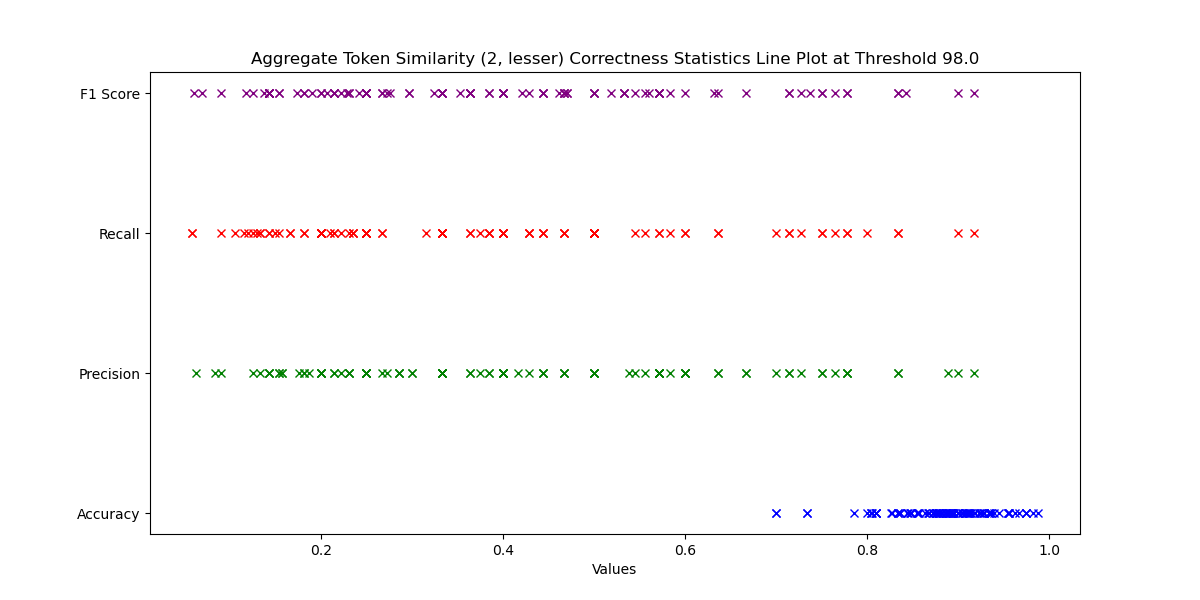 Aggregate Token Similarity (2, lesser) Correctness Statistics Line Plot at Threshold 98.0
F1 Score
Recall
Precision
Accuracy
0.2 0.4 0.6 0.8 1.0
Values